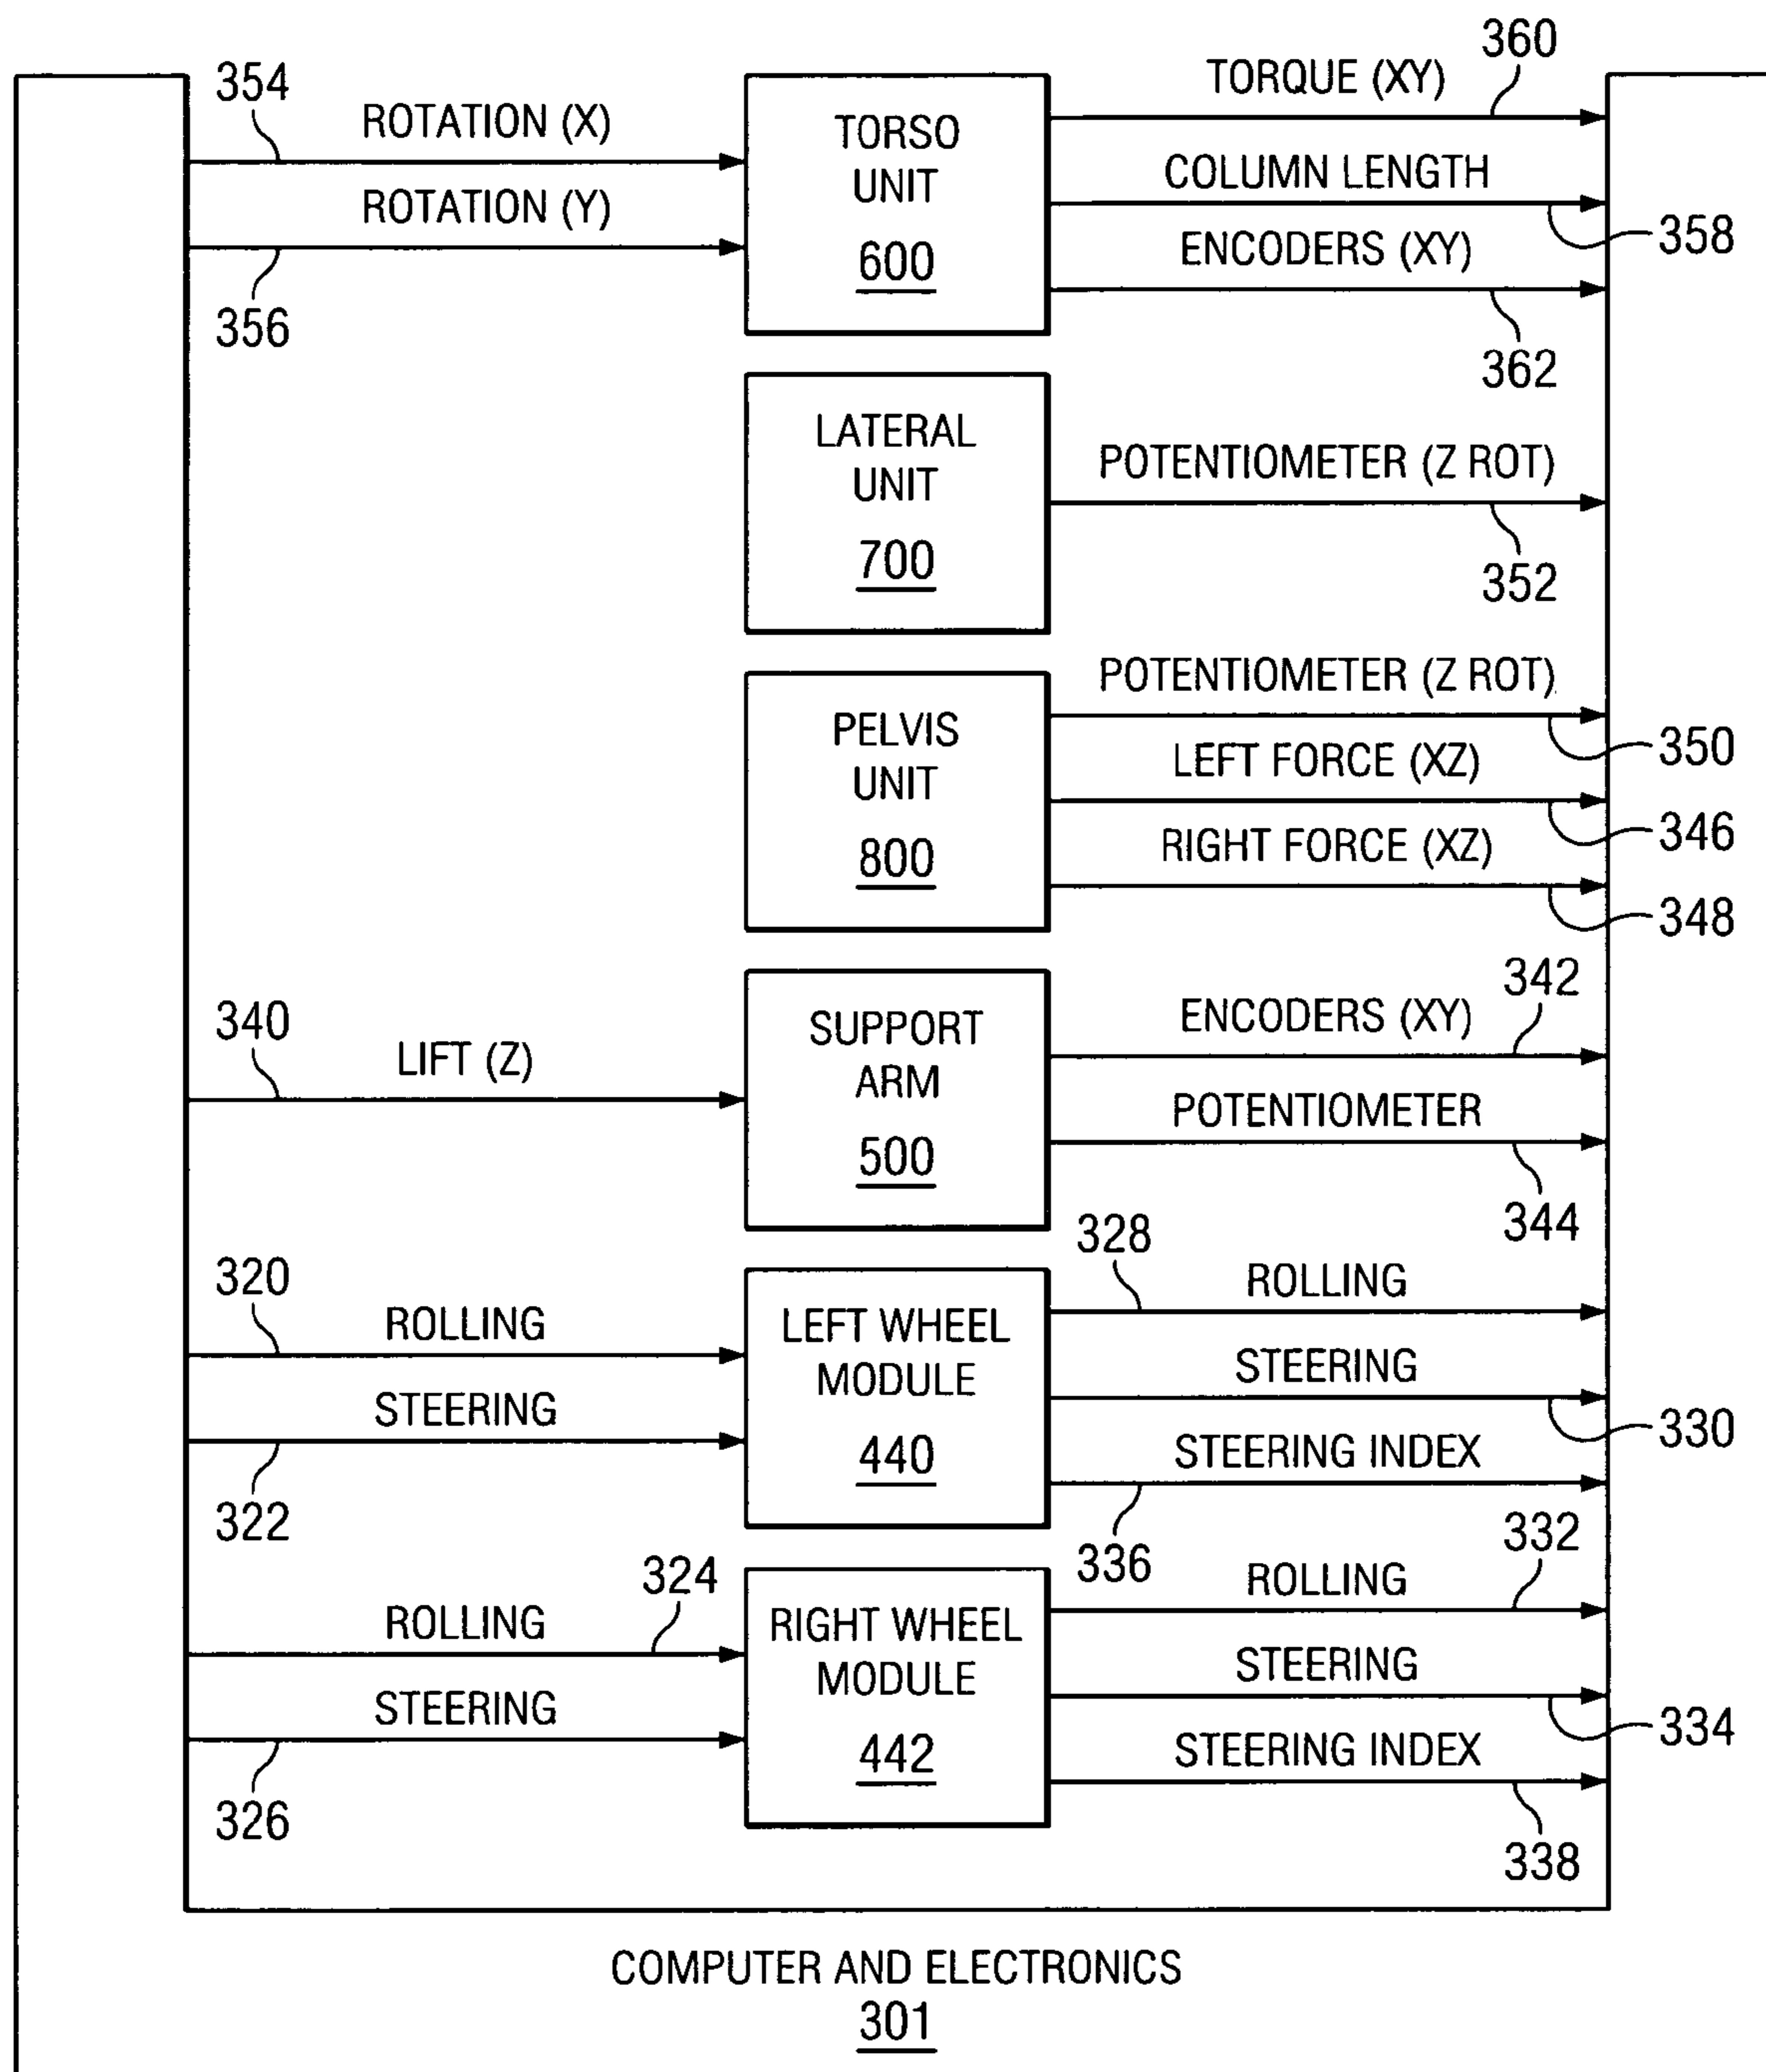 360
354
TORQUE (XY)
ROTATION (X)
TORSO
UNIT
600
COLUMN LENGTH
ROTATION (Y)
358
ENCODERS (XY)
356
362
LATERAL
UNIT
700
POTENTIOMETER (Z ROT)
352
POTENTIOMETER (Z ROT)
PELVIS
UNIT
800
350
LEFT FORCE (XZ)
346
RIGHT FORCE (XZ)
348
342
340
SUPPORT
ARM
500
ENCODERS (XY)
LIFT (Z)
POTENTIOMETER
344
328
320
ROLLING
ROLLING
LEFT WHEEL
MODULE
440
STEERING
STEERING
330
STEERING INDEX
322
332
336
324
ROLLING
ROLLING
RIGHT WHEEL
MODULE
442
STEERING
STEERING
334
STEERING INDEX
326
338
COMPUTER AND ELECTRONICS
301